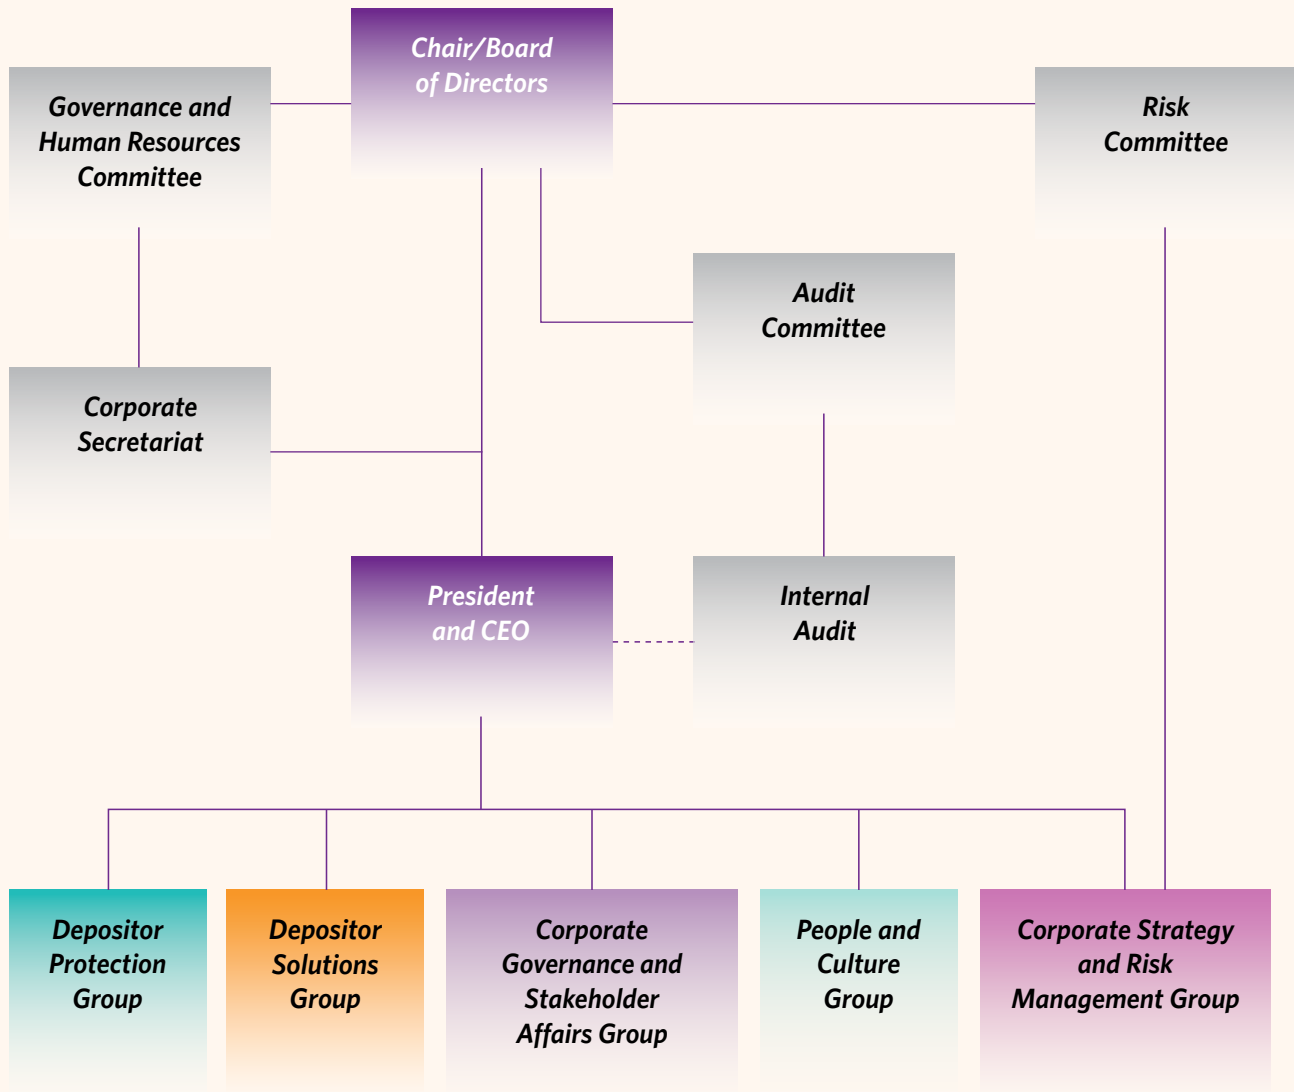 Chair/Board
of Directors
Governance and
Human Resources
Committee
Risk
Committee
Audit
Committee
Corporate
Secretariat
President
and CEO
Internal
Audit
Depositor
Protection
Group
Depositor
Solutions
Group
Corporate
Governance and
Stakeholder
Affairs Group
People and
Culture
Group
Corporate Strategy
and Risk
Management Group